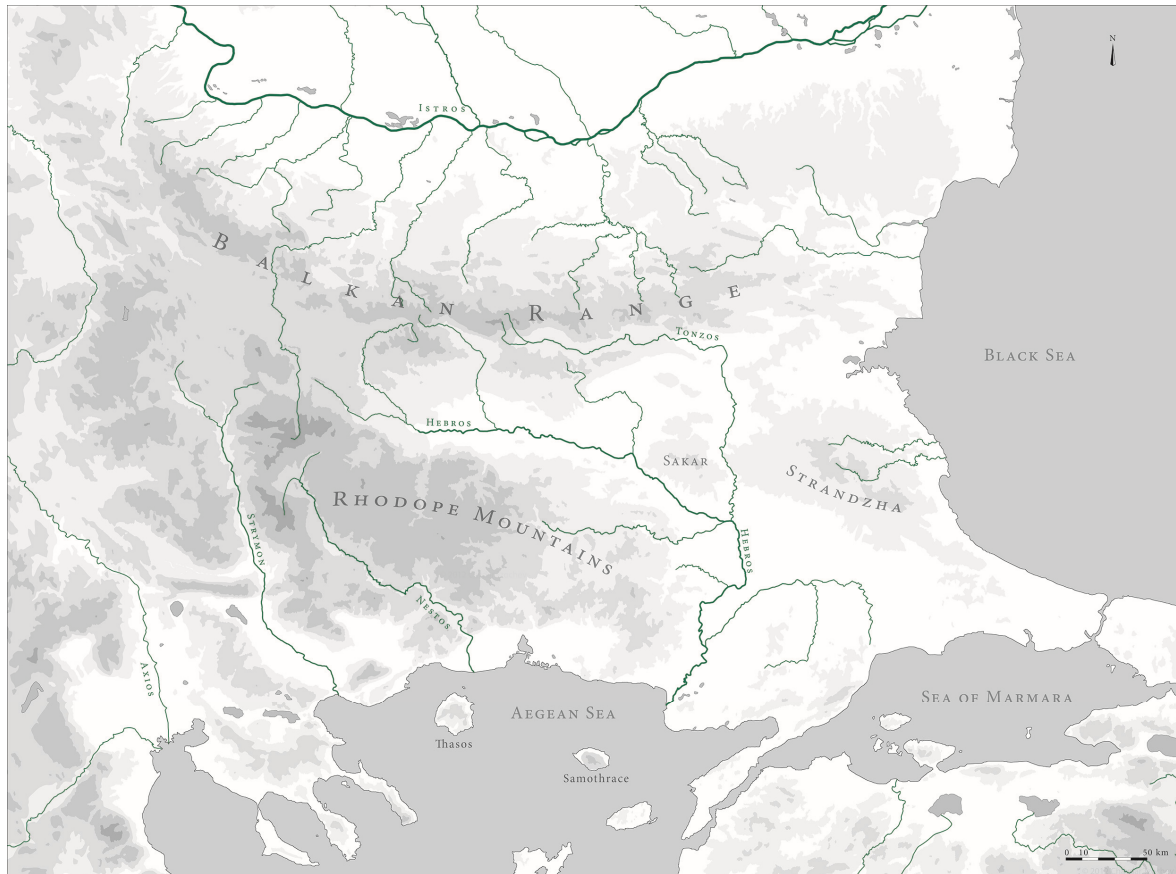 N
Istros
Balkan Range
Tonzos
Black Sea
Hebros
Sakar
Strandzha
Rhodope Mountains
Strymon
Hebros
Nestos
Axios
Sea of Marmara
Aegean Sea
Thasos
Samothrace
0 10 50 km